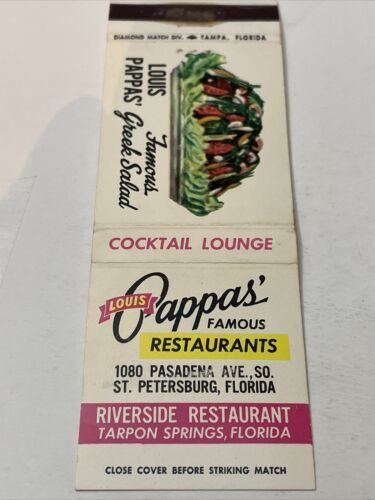 DIAMOND MATCH DIV. TAMPA, FLORIDA
Famous
LOUIS
PAPPAS' Greek Salad
COCKTAIL LOUNGE
LOUIS Pappas'
FAMOUS
RESTAURANTS
1080 PASADENA AVE., SO.
ST. PETERSBURG, FLORIDA
RIVERSIDE RESTAURANT
TARPON SPRINGS, FLORIDA
CLOSE COVER BEFORE STRIKING MATCH